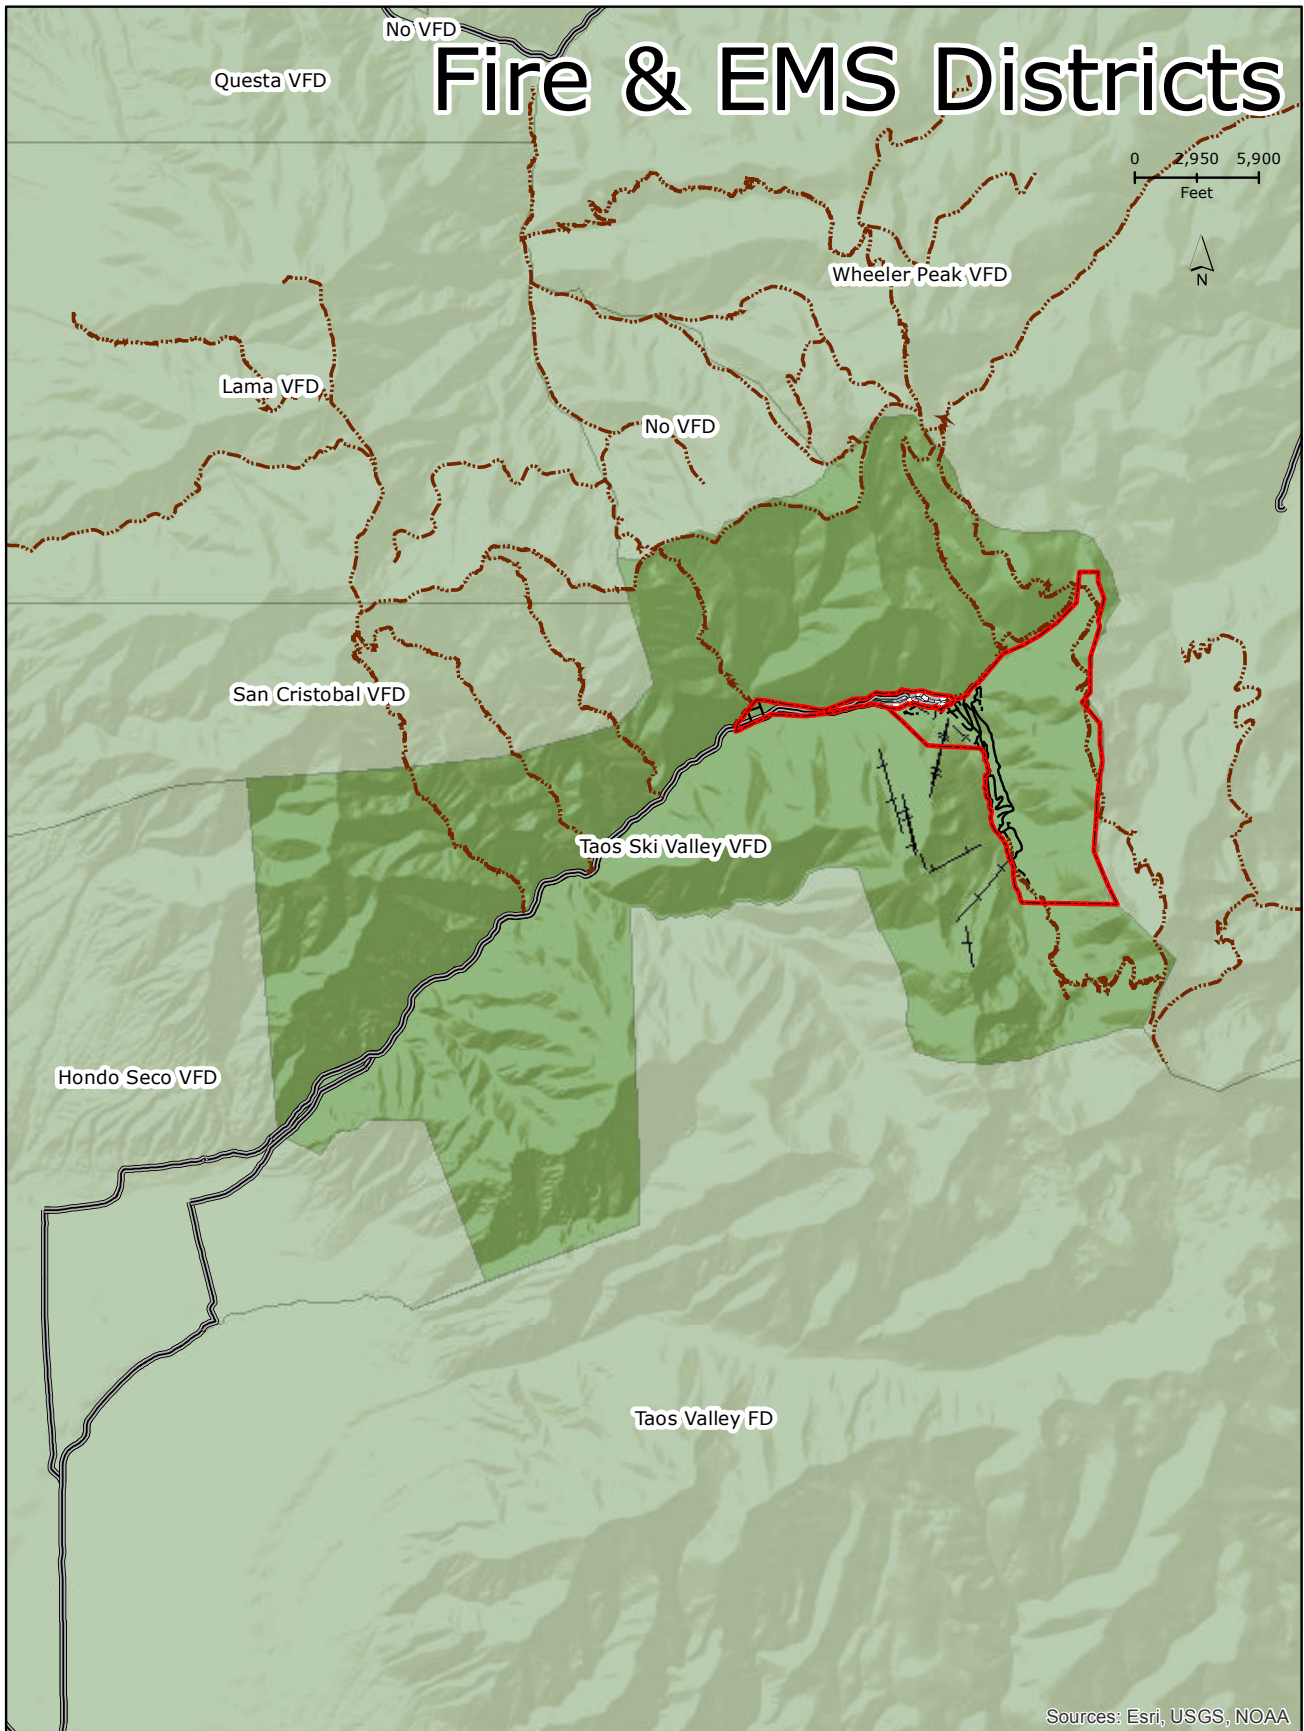 No VFD
Fire & EMS Districts
Questa VFD
0 2,950 5,900
Feet
N
Wheeler Peak VFD
Lama VFD
No VFD
San Cristobal VFD
Taos Ski Valley VFD
Hondo Seco VFD
Taos Valley FD
Sources: Esri, USGS, NOAA